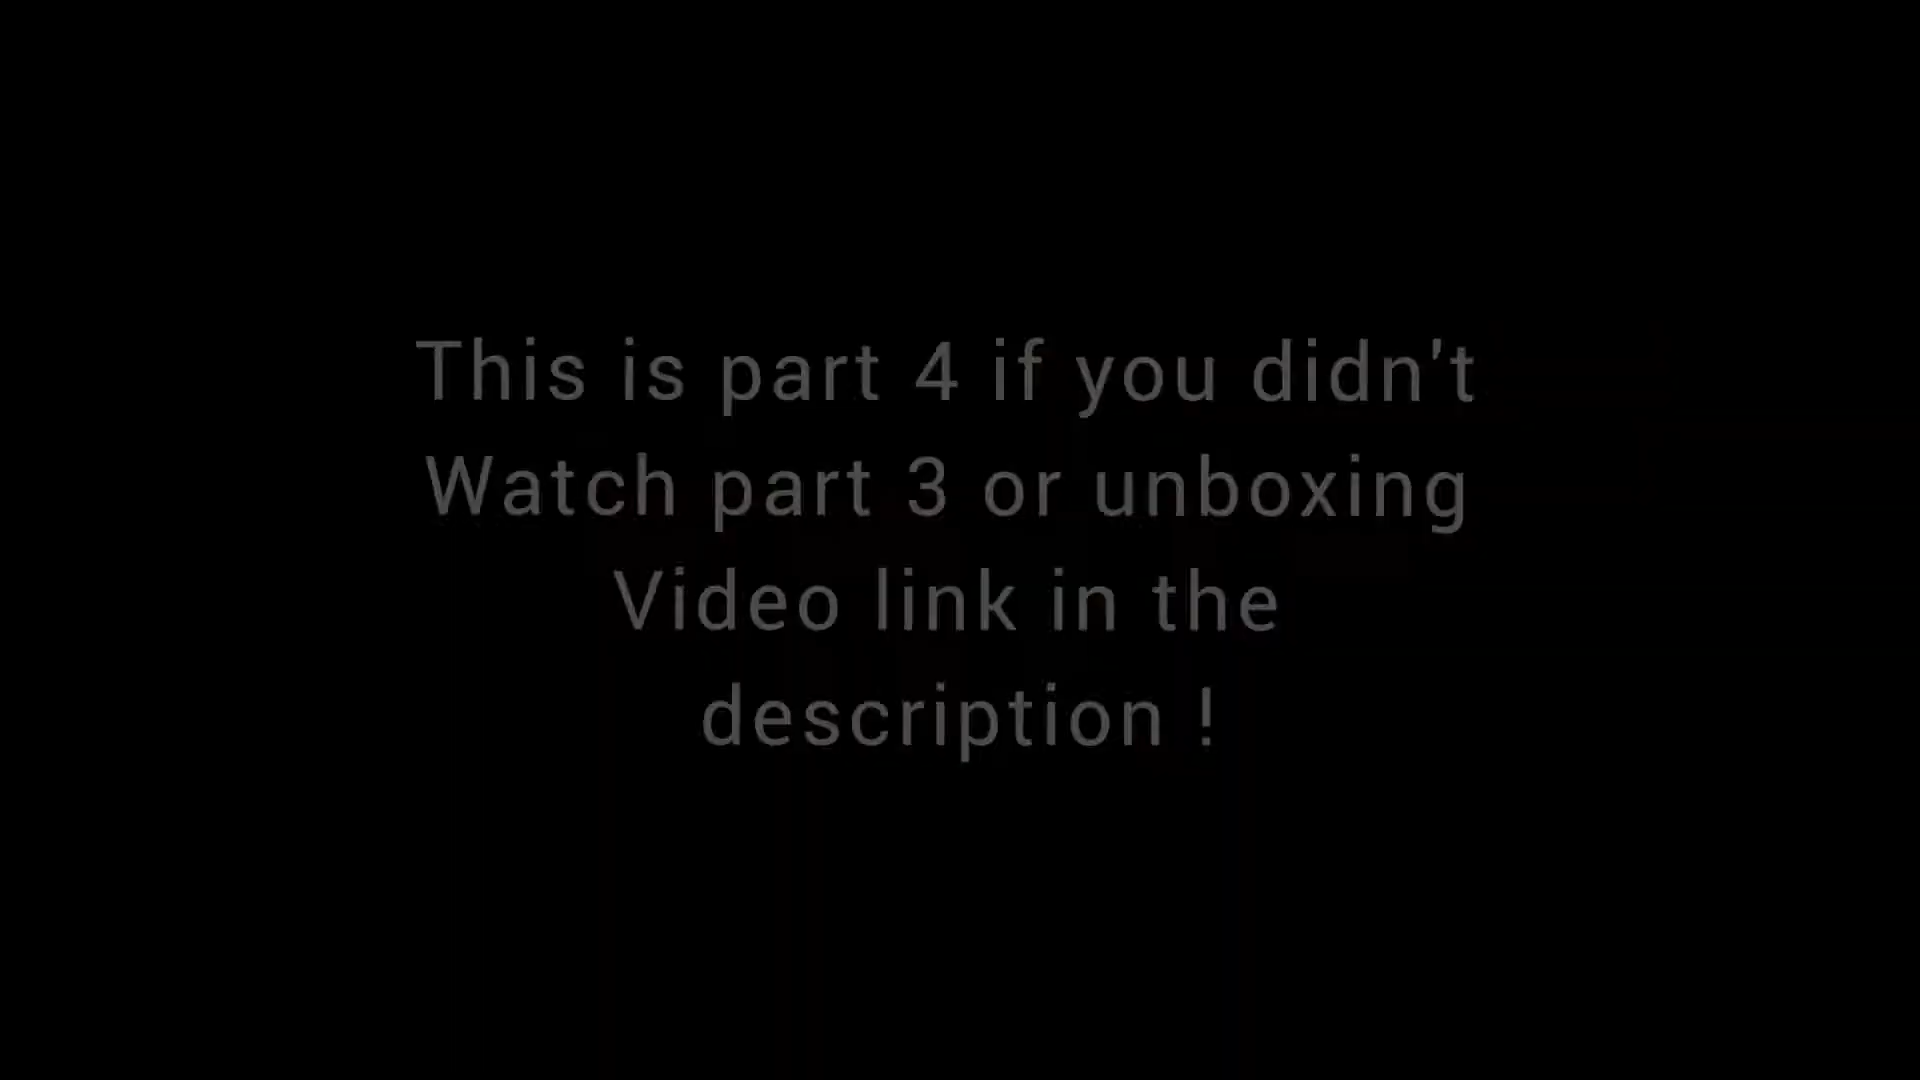 This is part 4 if you didn't
Watch part 3 or unboxing
Video link in the
description !